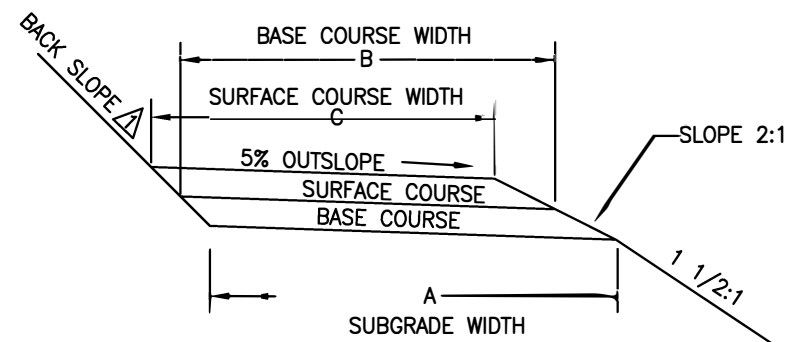 BACK SLOPE 1
BASE COURSE WIDTH
B
SURFACE COURSE WIDTH
C
SLOPE 2:1
5% OUTSLOPE
SURFACE COURSE
BASE COURSE
1 1/2:1
A
SUBGRADE WIDTH